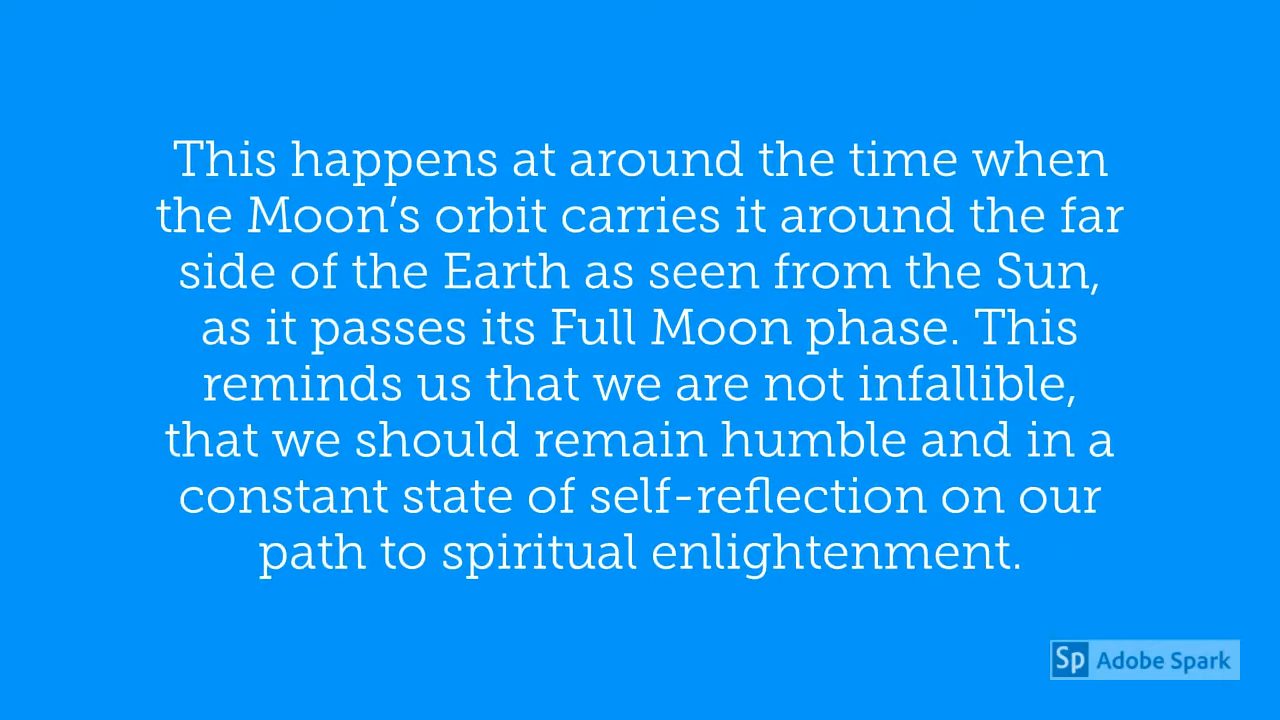 This happens at around the time when
the Moon’s orbit carries it around the far
side of the Earth as seen from the Sun,
as it passes its Full Moon phase. This
reminds us that we are not infallible,
that we should remain humble and in a
constant state of self-reflection on our
path to spiritual enlightenment.
Sp Adobe Spark